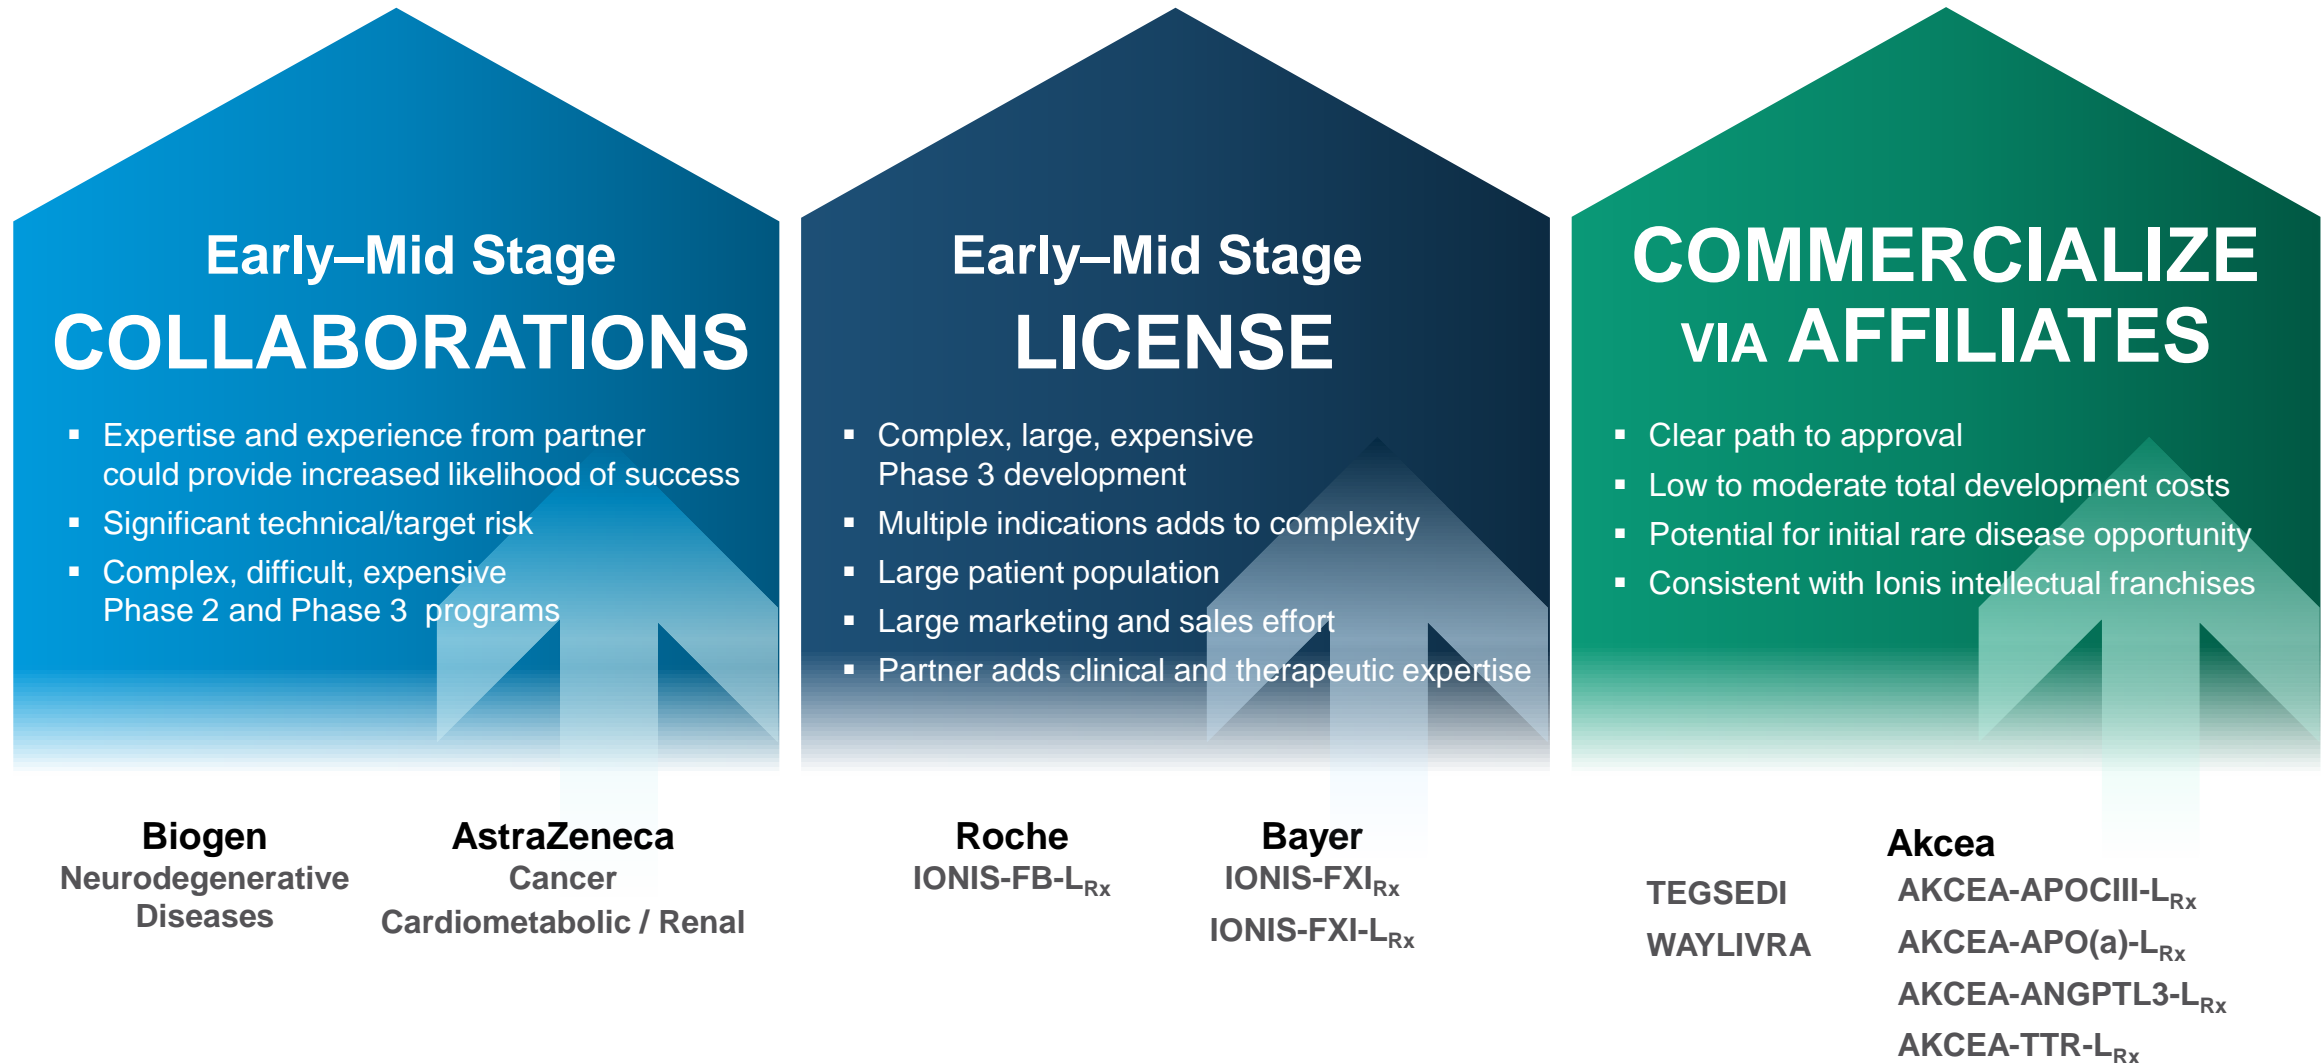 Early–Mid Stage
COLLABORATIONS
▪ Expertise and experience from partner
could provide increased likelihood of success
▪ Significant technical/target risk
▪ Complex, difficult, expensive
Phase 2 and Phase 3 programs
Biogen
Neurodegenerative
Diseases
AstraZeneca
Cancer
Cardiometabolic / Renal
Early–Mid Stage
LICENSE
▪ Complex, large, expensive
Phase 3 development
▪ Multiple indications adds to complexity
▪ Large patient population
▪ Large marketing and sales effort
▪ Partner adds clinical and therapeutic expertise
Roche
IONIS-FB-LRx
Bayer
IONIS-FXIRx
IONIS-FXI-LRx
COMMERCIALIZE
VIA AFFILIATES
▪ Clear path to approval
▪ Low to moderate total development costs
▪ Potential for initial rare disease opportunity
▪ Consistent with Ionis intellectual franchises
Akcea
TEGSEDI
WAYLIVRA
AKCEA-APOCIII-LRx
AKCEA-APO(a)-LRx
AKCEA-ANGPTL3-LRx
AKCEA-TTR-LRx